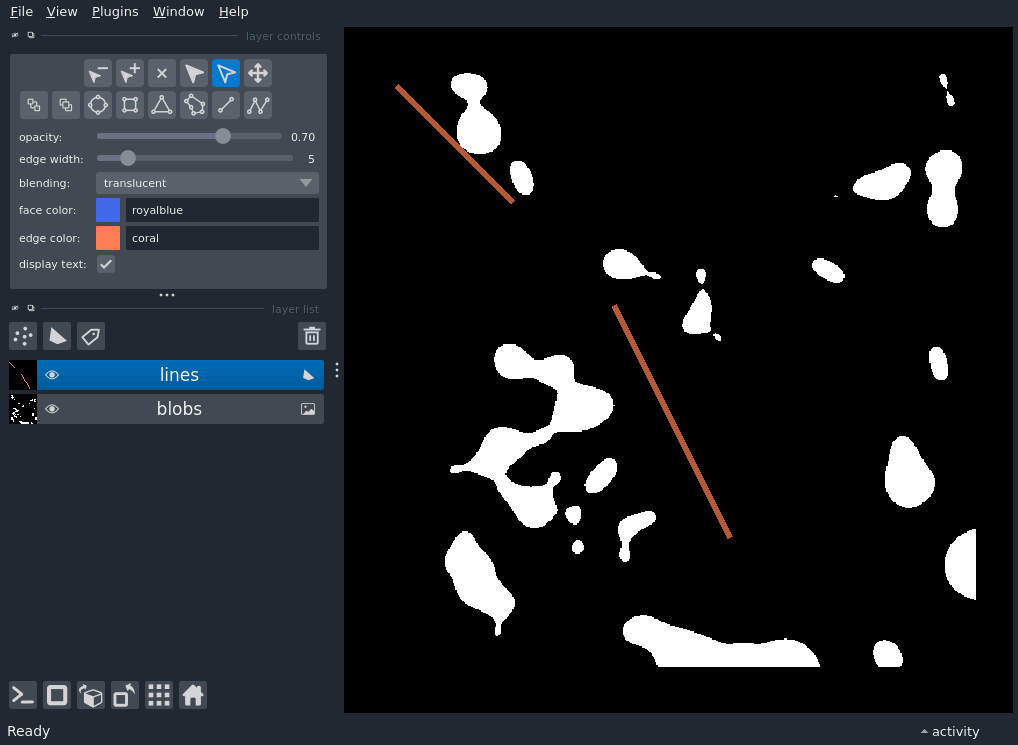 File View Plugins Window Help
layer controls
opacity: 0.70
edge width: 5
blending: translucent
face color: royalblue
edge color: coral
display text:
layer list
lines
blobs
Ready
activity